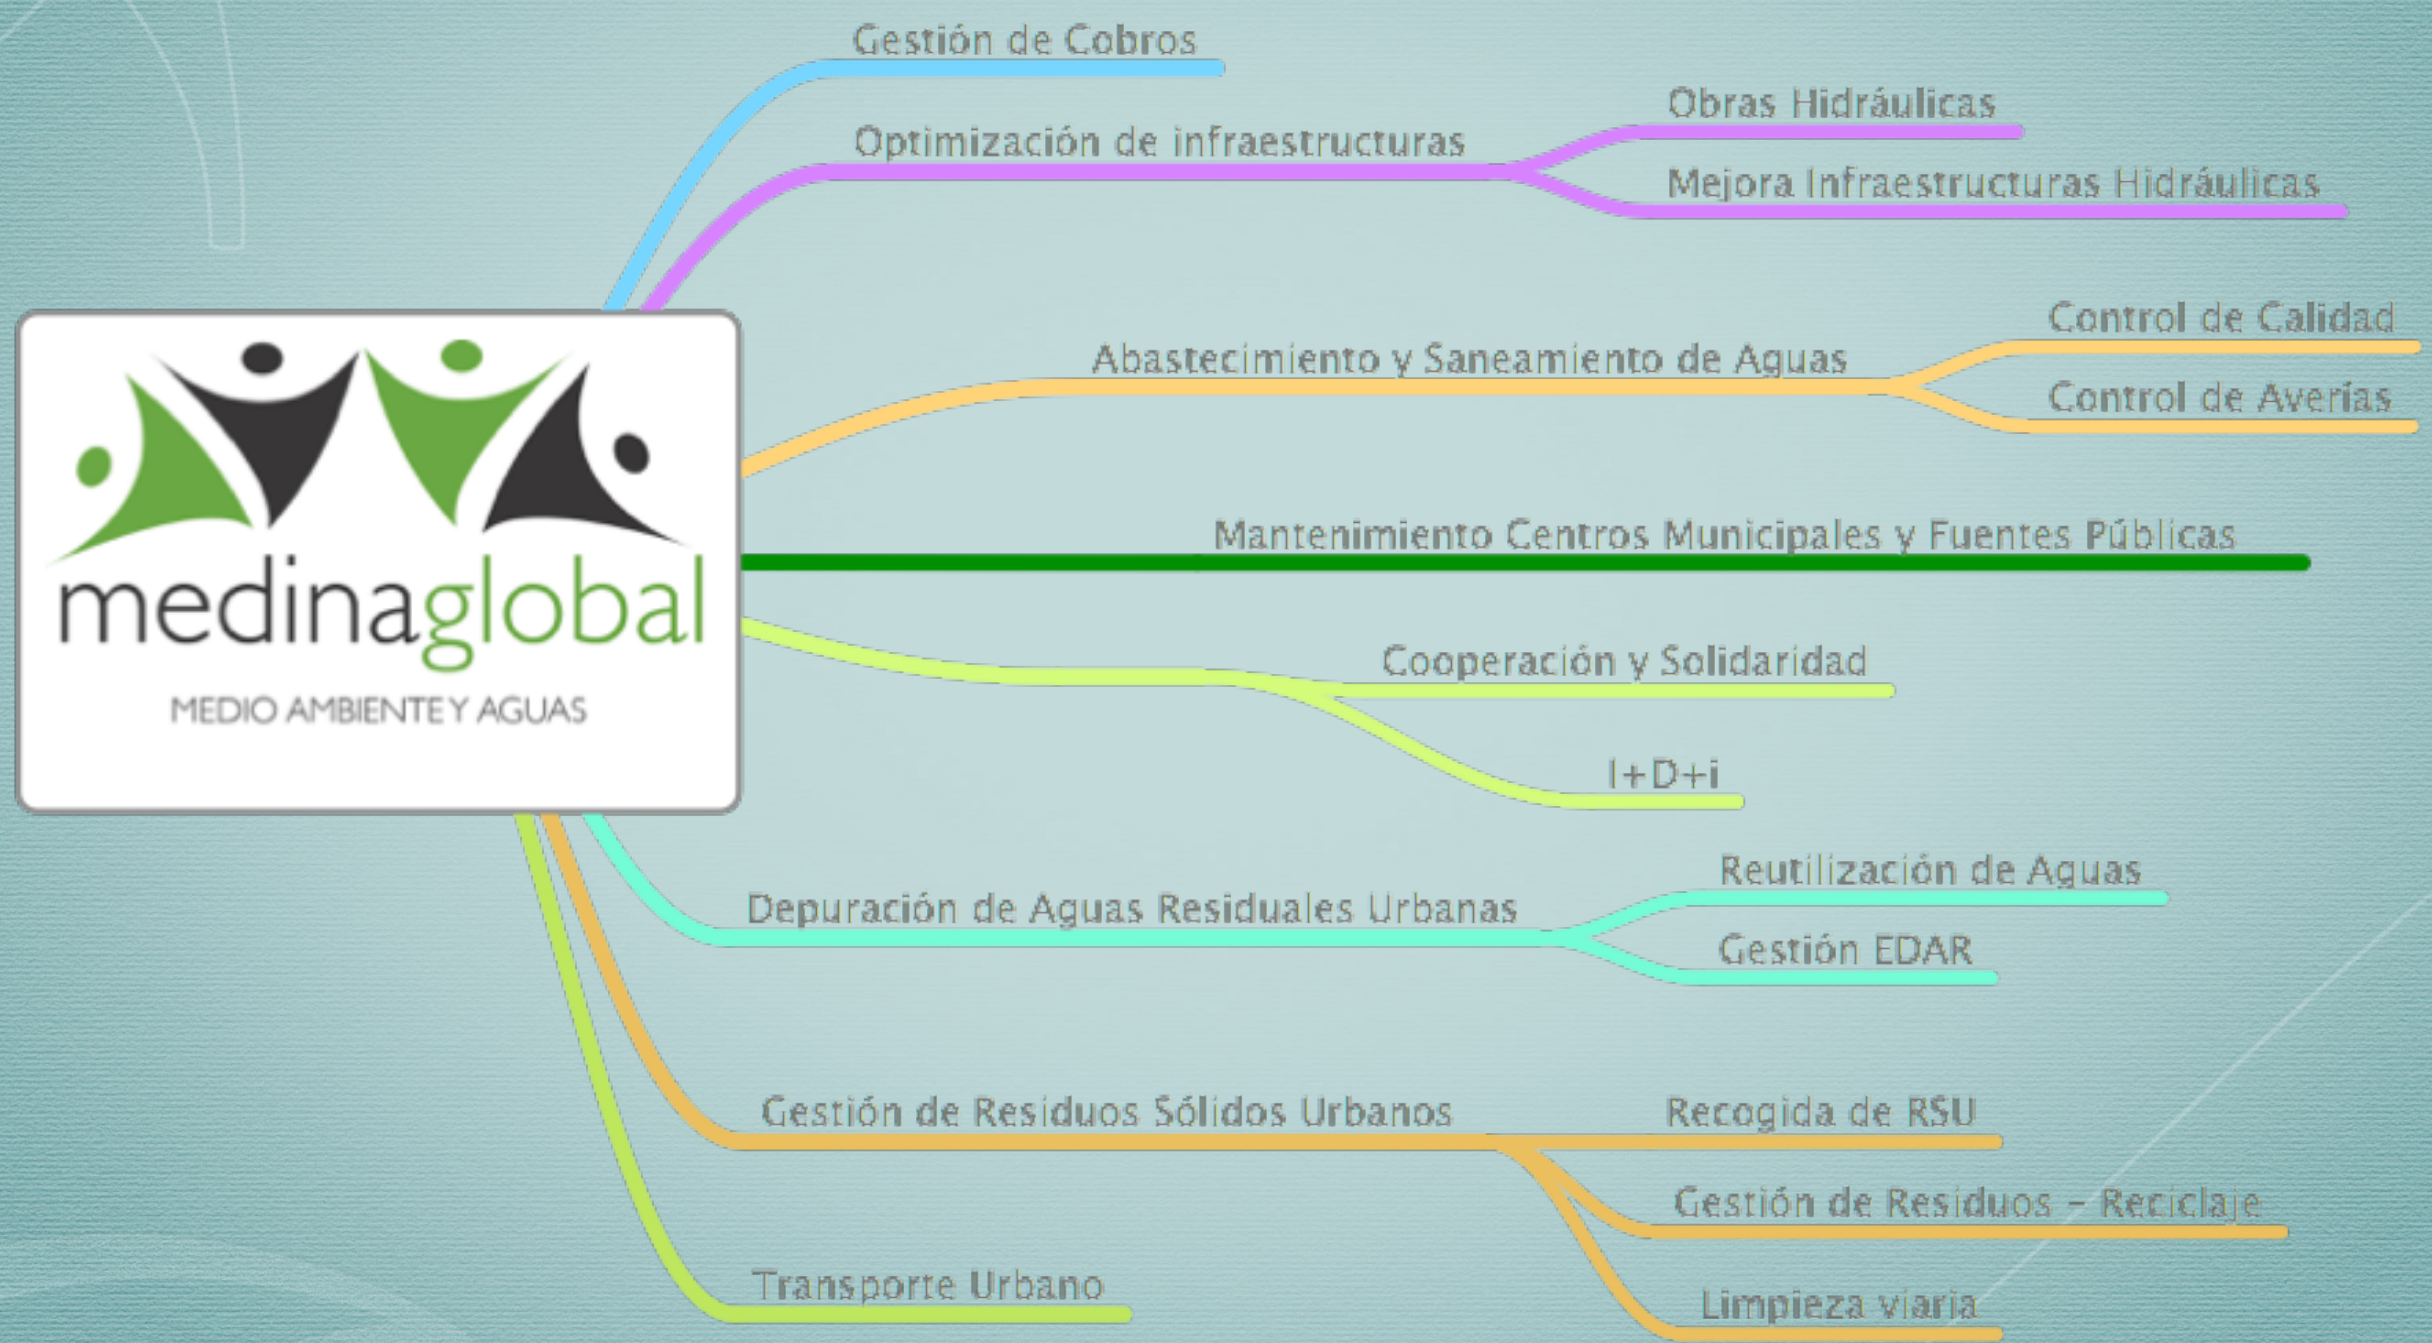 Gestión de Cobros
Optimización de infraestructuras
Obras Hidráulicas
Mejora Infraestructuras Hidráulicas
Abastecimiento y Saneamiento de Aguas
Control de Calidad
Control de Averías
medinaglobal
MEDIO AMBIENTE Y AGUAS
Mantenimiento Centros Municipales y Fuentes Públicas
Cooperación y Solidaridad
I+D+i
Depuración de Aguas Residuales Urbanas
Reutilización de Aguas
Gestión EDAR
Gestión de Residuos Sólidos Urbanos
Recogida de RSU
Gestión de Residuos - Reciclaje
Limpieza viaria
Transporte Urbano